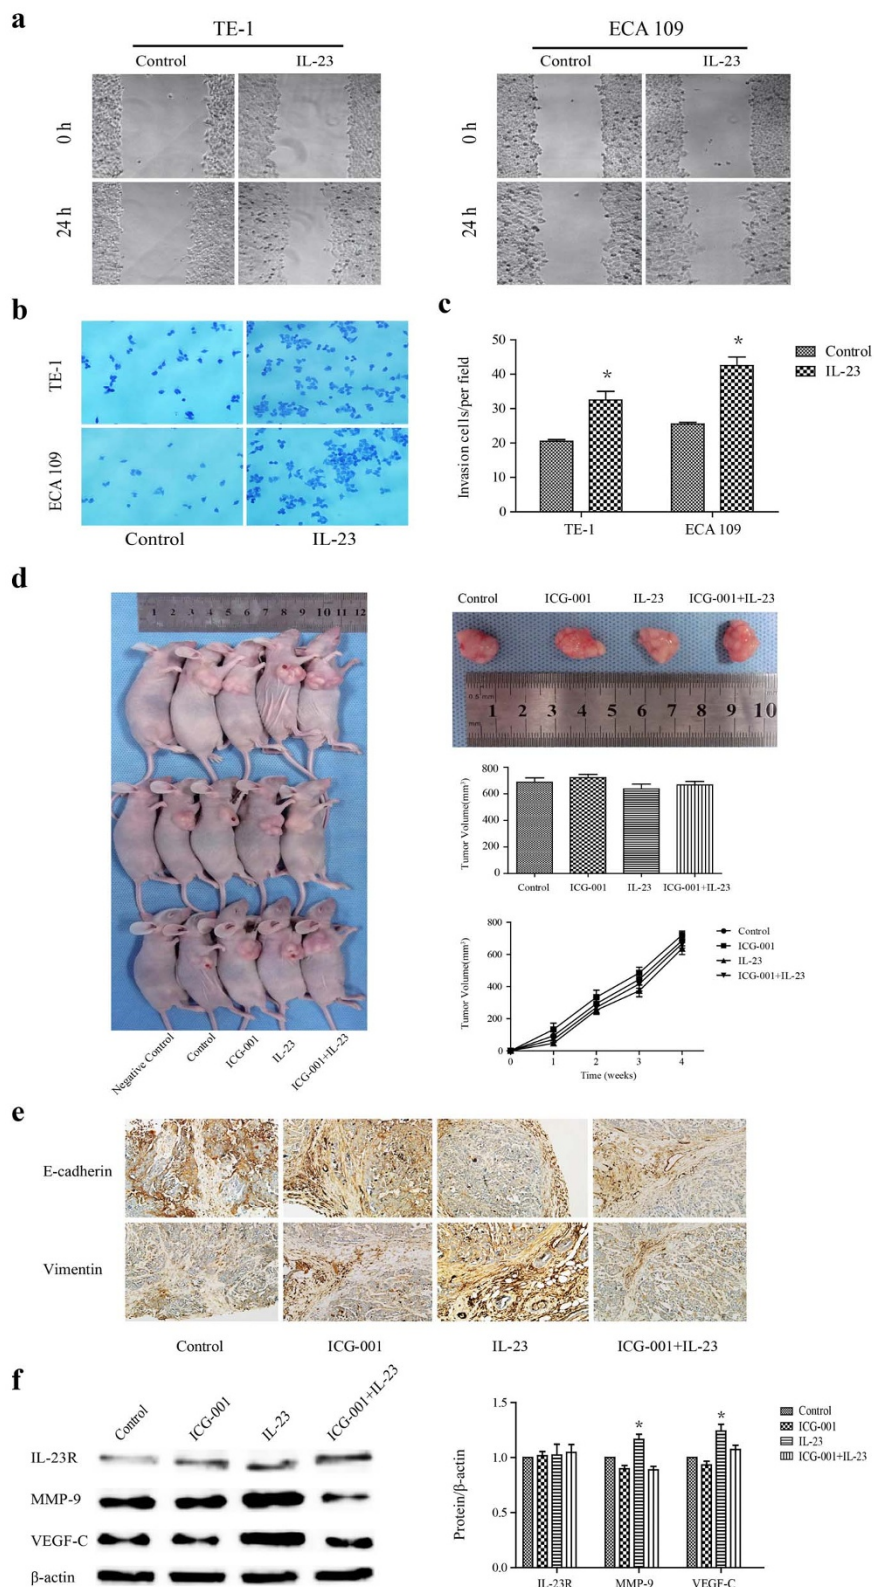 a
TE-1
ECA 109
Control IL-23
Control IL-23
0 h
0 h
24 h
24 h
b
TE-1
ECA 109
Control IL-23
c
50
40
30
20
10
0
Invasion cells/per field
*
*
TE-1 ECA 109
Control
IL-23
d
1 2 3 4 5 6 7 8 9 10 11 12
Negative Control
Control
ICG-001
IL-23
ICG-001+IL-23
Control ICG-001 IL-23 ICG-001+IL-23
0.5 mm
mm
1 2 3 4 5 6 7 8 9 10
Tumor Volume(mm³)
800
600
400
200
0
Control ICG-001 IL-23 ICG-001+IL-23
Tumor Volume(mm³)
800
600
400
200
0
0 1 2 3 4
Time (weeks)
Control
ICG-001
IL-23
ICG-001+IL-23
e
E-cadherin
Vimentin
Control ICG-001 IL-23 ICG-001+IL-23
f
Control
ICG-001
IL-23
ICG-001+IL-23
IL-23R
MMP-9
VEGF-C
β-actin
Protein/β-actin
1.5
1.0
0.5
0.0
*
*
IL-23R MMP-9 VEGF-C
Control
ICG-001
IL-23
ICG-001+IL-23